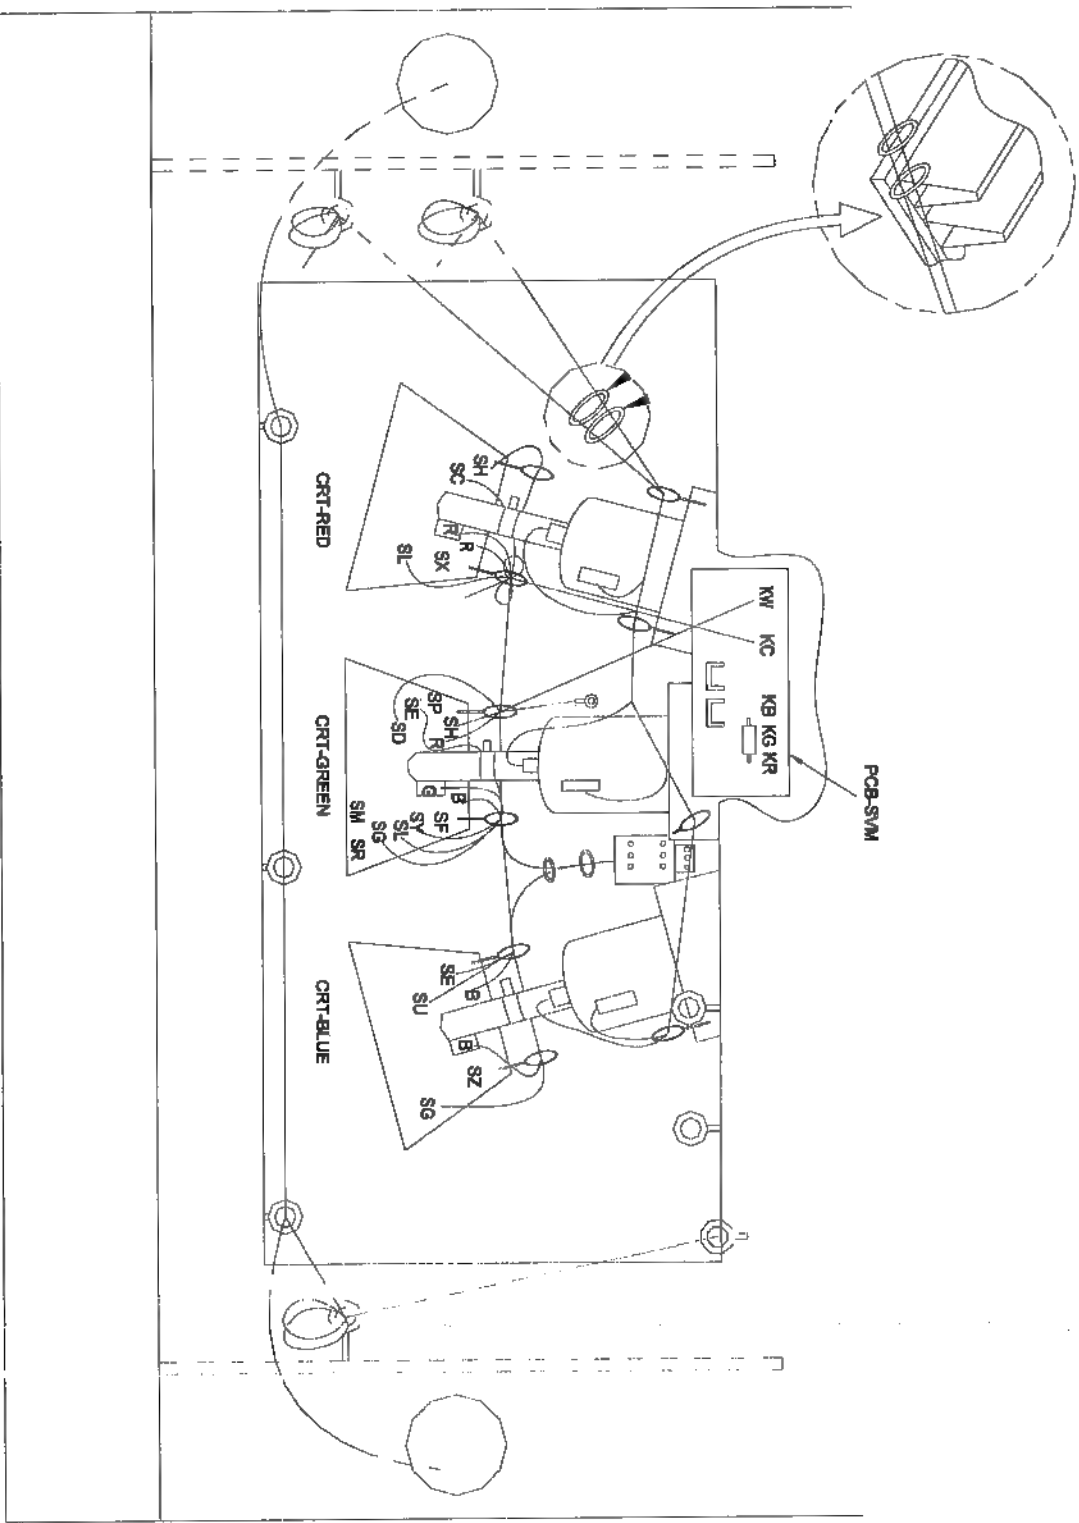 PCB-SVM
KW KC KB KG KR
SH
SC
R
R
SX
SL
CRT-RED
SP
SH
SE
R
SD
G
B
SF
SY
SL
SG
SM SR
CRT-GREEN
SE
B
SU
B
SZ
SG
CRT-BLUE